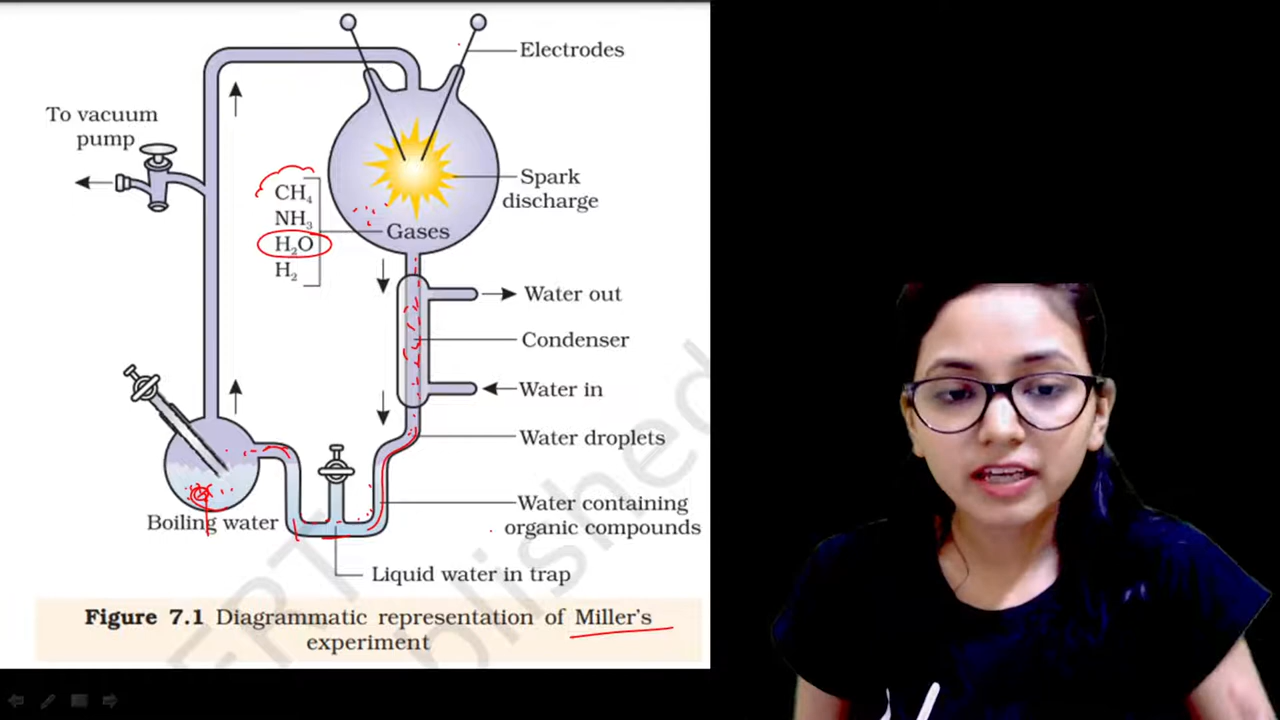 Electrodes
To vacuum
pump
CH₄
NH₃
H₂O
H₂
Spark
discharge
Gases
Water out
Condenser
Water in
Water droplets
Water containing
organic compounds
Boiling water
Liquid water in trap
Figure 7.1 Diagrammatic representation of Miller's
experiment